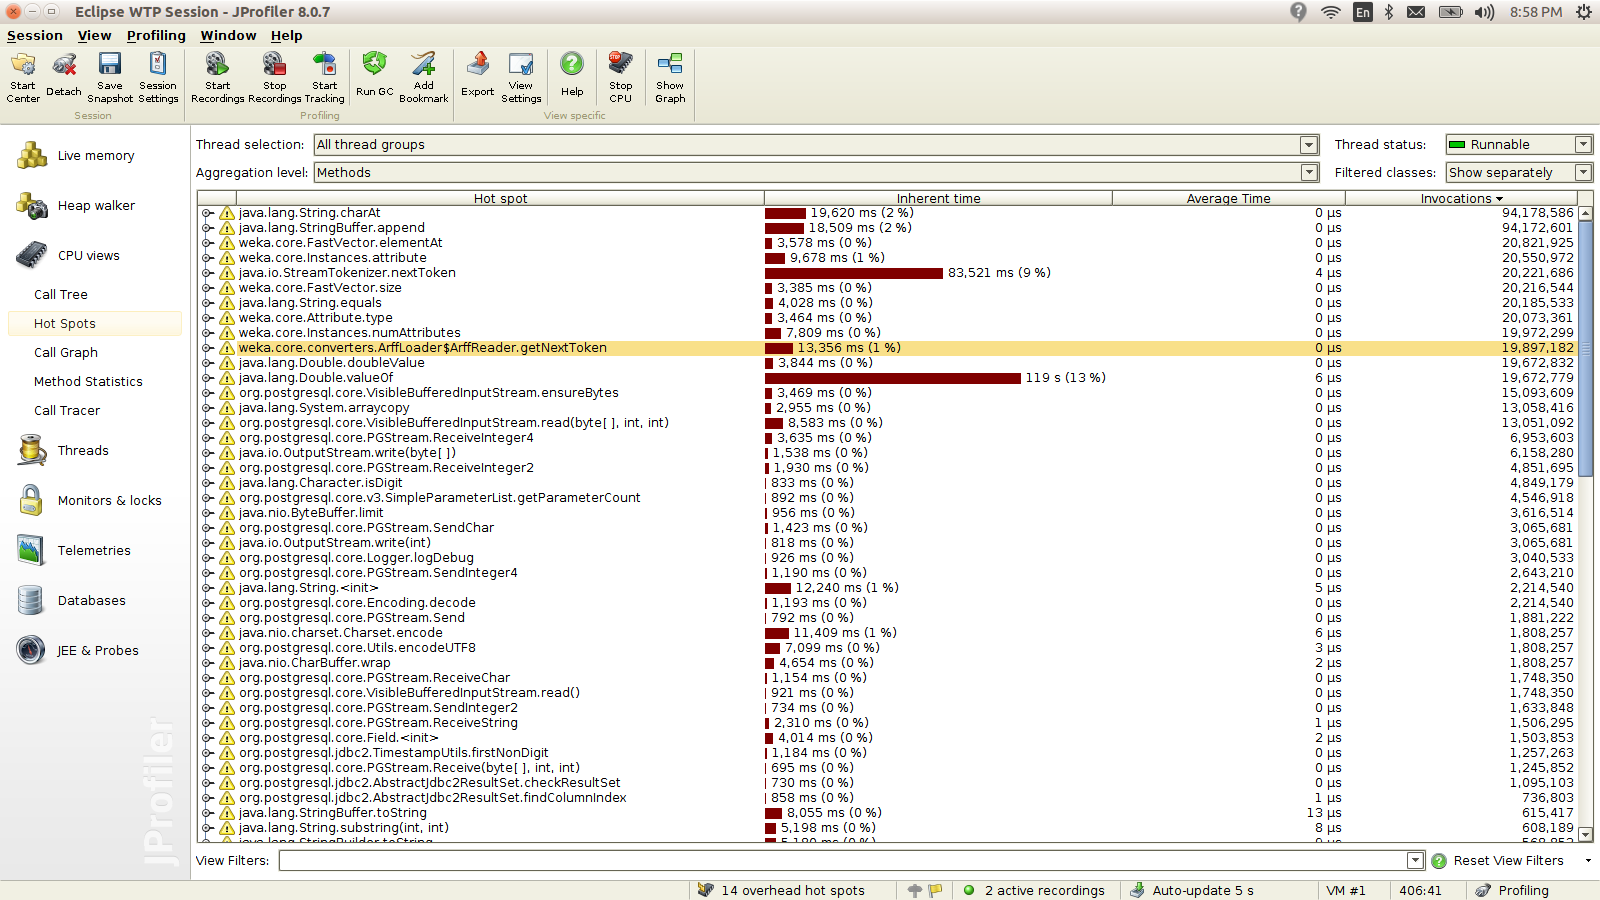 Eclipse WTP Session - JProfiler 8.0.7
En 8:58 PM
Session View Profiling Window Help
Start Center Detach Save Snapshot Session Settings Start Recordings Stop Recordings Start Tracking Run GC Add Bookmark Export View Settings Help Stop CPU Show Graph
Session Profiling View specific
Live memory
Heap walker
CPU views
Call Tree
Hot Spots
Call Graph
Method Statistics
Call Tracer
Threads
Monitors & locks
Telemetries
Databases
JEE & Probes
JProfiler
Thread selection: All thread groups Thread status: Runnable
Aggregation level: Methods Filtered classes: Show separately
Hot spot Inherent time Average Time Invocations
java.lang.String.charAt 19,620 ms (2 %) 0 µs 94,178,586
java.lang.StringBuffer.append 18,509 ms (2 %) 0 µs 94,172,601
weka.core.FastVector.elementAt 3,578 ms (0 %) 0 µs 20,821,925
weka.core.Instances.attribute 9,678 ms (1 %) 0 µs 20,550,972
java.io.StreamTokenizer.nextToken 83,521 ms (9 %) 4 µs 20,221,686
weka.core.FastVector.size 3,385 ms (0 %) 0 µs 20,216,544
java.lang.String.equals 4,028 ms (0 %) 0 µs 20,185,533
weka.core.Attribute.type 3,464 ms (0 %) 0 µs 20,073,361
weka.core.Instances.numAttributes 7,809 ms (0 %) 0 µs 19,972,299
weka.core.converters.ArffLoader$ArffReader.getNextToken 13,356 ms (1 %) 0 µs 19,897,182
java.lang.Double.doubleValue 3,844 ms (0 %) 0 µs 19,672,832
java.lang.Double.valueOf 119 s (13 %) 6 µs 19,672,779
org.postgresql.core.VisibleBufferedInputStream.ensureBytes 3,469 ms (0 %) 0 µs 15,093,609
java.lang.System.arraycopy 2,955 ms (0 %) 0 µs 13,058,416
org.postgresql.core.VisibleBufferedInputStream.read(byte[ ], int, int) 8,583 ms (0 %) 0 µs 13,051,092
org.postgresql.core.PGStream.ReceiveInteger4 3,635 ms (0 %) 0 µs 6,953,603
java.io.OutputStream.write(byte[ ]) 1,538 ms (0 %) 0 µs 6,158,280
org.postgresql.core.PGStream.ReceiveInteger2 1,930 ms (0 %) 0 µs 4,851,695
java.lang.Character.isDigit 833 ms (0 %) 0 µs 4,849,179
org.postgresql.core.v3.SimpleParameterList.getParameterCount 892 ms (0 %) 0 µs 4,546,918
java.nio.ByteBuffer.limit 956 ms (0 %) 0 µs 3,616,514
org.postgresql.core.PGStream.SendChar 1,423 ms (0 %) 0 µs 3,065,681
java.io.OutputStream.write(int) 818 ms (0 %) 0 µs 3,065,681
org.postgresql.core.Logger.logDebug 926 ms (0 %) 0 µs 3,040,533
org.postgresql.core.PGStream.SendInteger4 1,190 ms (0 %) 0 µs 2,643,210
java.lang.String.<init> 12,240 ms (1 %) 5 µs 2,214,540
org.postgresql.core.Encoding.decode 1,193 ms (0 %) 0 µs 2,214,540
org.postgresql.core.PGStream.Send 792 ms (0 %) 0 µs 1,881,222
java.nio.charset.Charset.encode 11,409 ms (1 %) 6 µs 1,808,257
org.postgresql.core.Utils.encodeUTF8 7,099 ms (0 %) 3 µs 1,808,257
java.nio.CharBuffer.wrap 4,654 ms (0 %) 2 µs 1,808,257
org.postgresql.core.PGStream.ReceiveChar 1,154 ms (0 %) 0 µs 1,748,350
org.postgresql.core.VisibleBufferedInputStream.read() 921 ms (0 %) 0 µs 1,748,350
org.postgresql.core.PGStream.SendInteger2 734 ms (0 %) 0 µs 1,633,848
org.postgresql.core.PGStream.ReceiveString 2,310 ms (0 %) 1 µs 1,506,295
org.postgresql.core.Field.<init> 4,014 ms (0 %) 2 µs 1,503,853
org.postgresql.jdbc2.TimestampUtils.firstNonDigit 1,184 ms (0 %) 0 µs 1,257,263
org.postgresql.core.PGStream.Receive(byte[ ], int, int) 695 ms (0 %) 0 µs 1,245,852
org.postgresql.jdbc2.AbstractJdbc2ResultSet.checkResultSet 730 ms (0 %) 0 µs 1,095,103
org.postgresql.jdbc2.AbstractJdbc2ResultSet.findColumnIndex 858 ms (0 %) 1 µs 736,803
java.lang.StringBuffer.toString 8,055 ms (0 %) 13 µs 615,417
java.lang.String.substring(int, int) 5,198 ms (0 %) 8 µs 608,189
java.lang.StringBuilder.toString
View Filters: Reset View Filters
14 overhead hot spots 2 active recordings Auto-update 5 s VM #1 406:41 Profiling